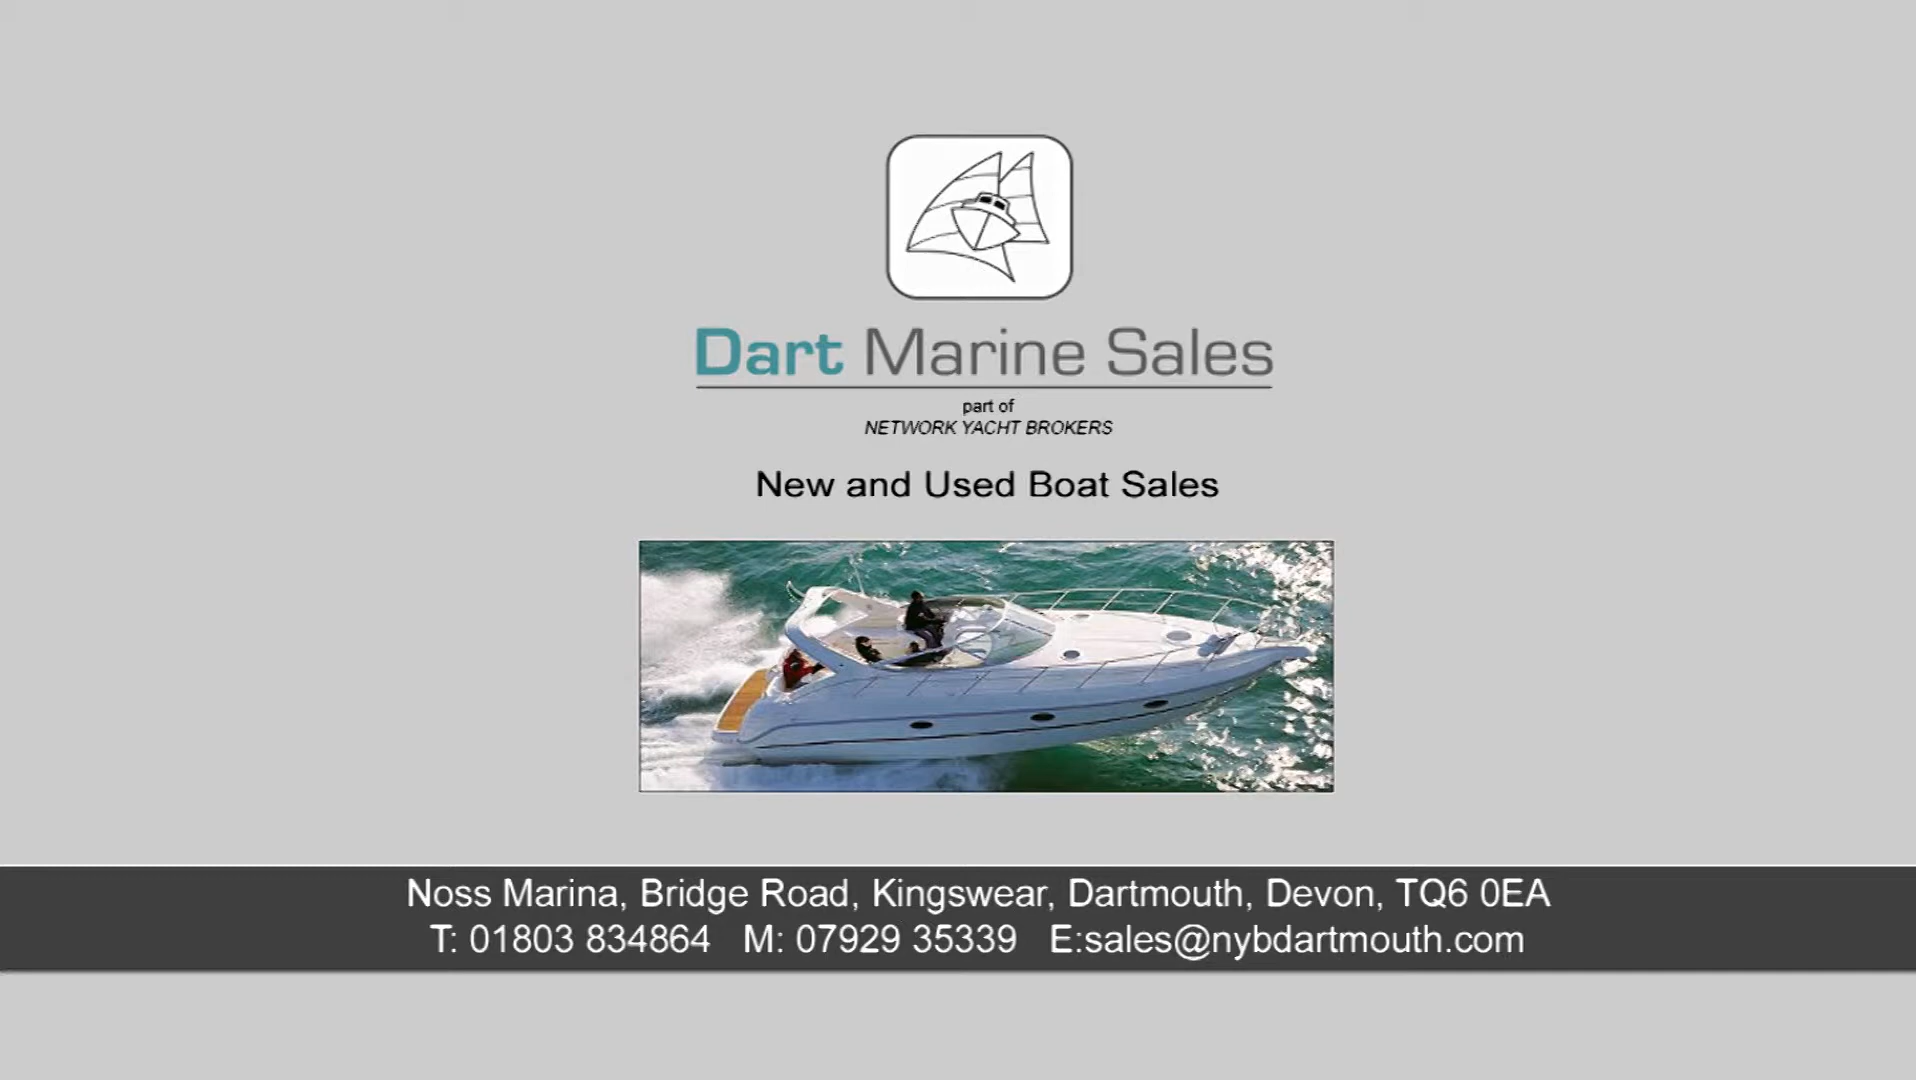 Dart Marine Sales
part of
NETWORK YACHT BROKERS
New and Used Boat Sales
Noss Marina, Bridge Road, Kingswear, Dartmouth, Devon, TQ6 0EA
T: 01803 834864 M: 07929 35339 E:sales@nybdartmouth.com